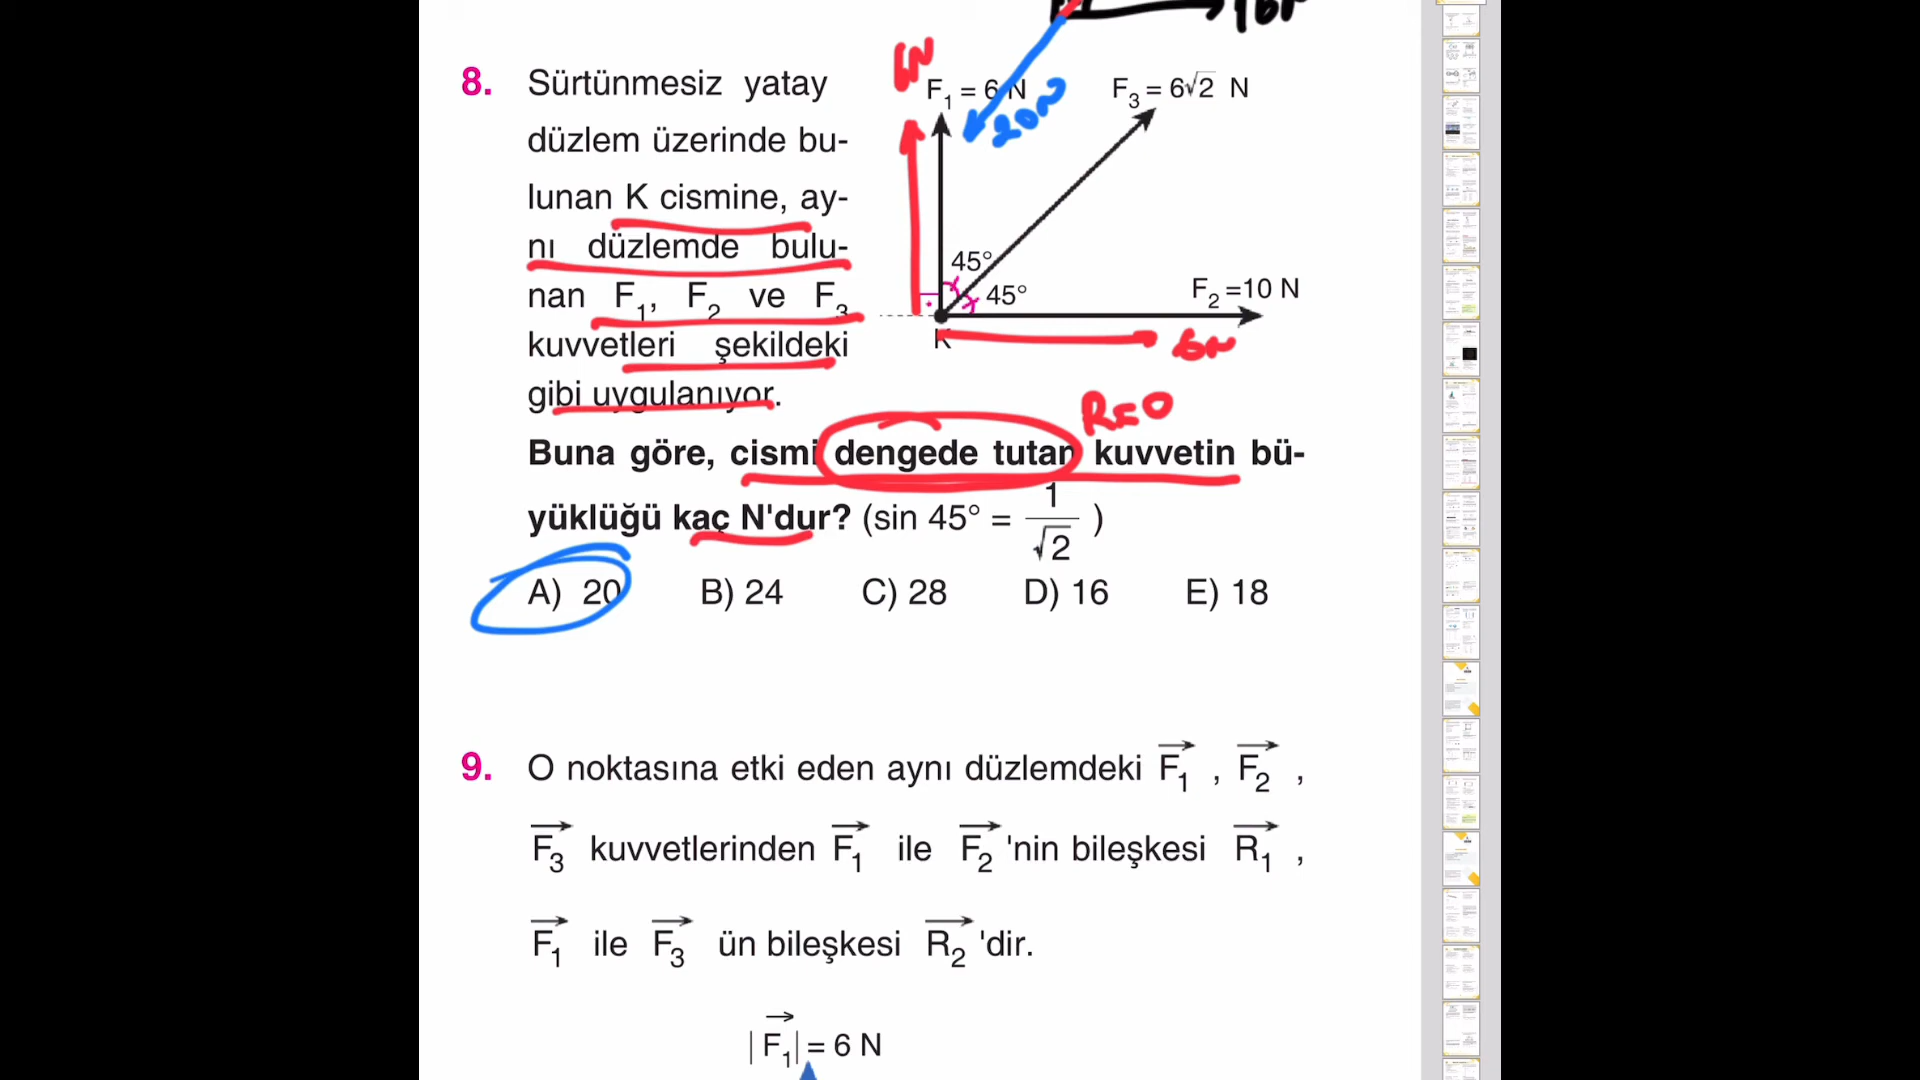 16N
6N
F1 = 6 N
F3 = 6√2 N
20N
8. Sürtünmesiz yatay
düzlem üzerinde bu-
lunan K cismine, ay-
nı düzlemde bulu-
nan F1, F2 ve F3
kuvvetleri şekildeki
gibi uygulanıyor.
45°
45°
F2 =10 N
K
6N
R=0
Buna göre, cismi dengede tutan kuvvetin bü-
yüklüğü kaç N'dur? (sin 45° = 1/√2 )
A) 20 B) 24 C) 28 D) 16 E) 18
9. O noktasına etki eden aynı düzlemdeki F1 , F2 ,
F3 kuvvetlerinden F1 ile F2 'nin bileşkesi R1 ,
F1 ile F3 ün bileşkesi R2 'dir.
|F1| = 6 N